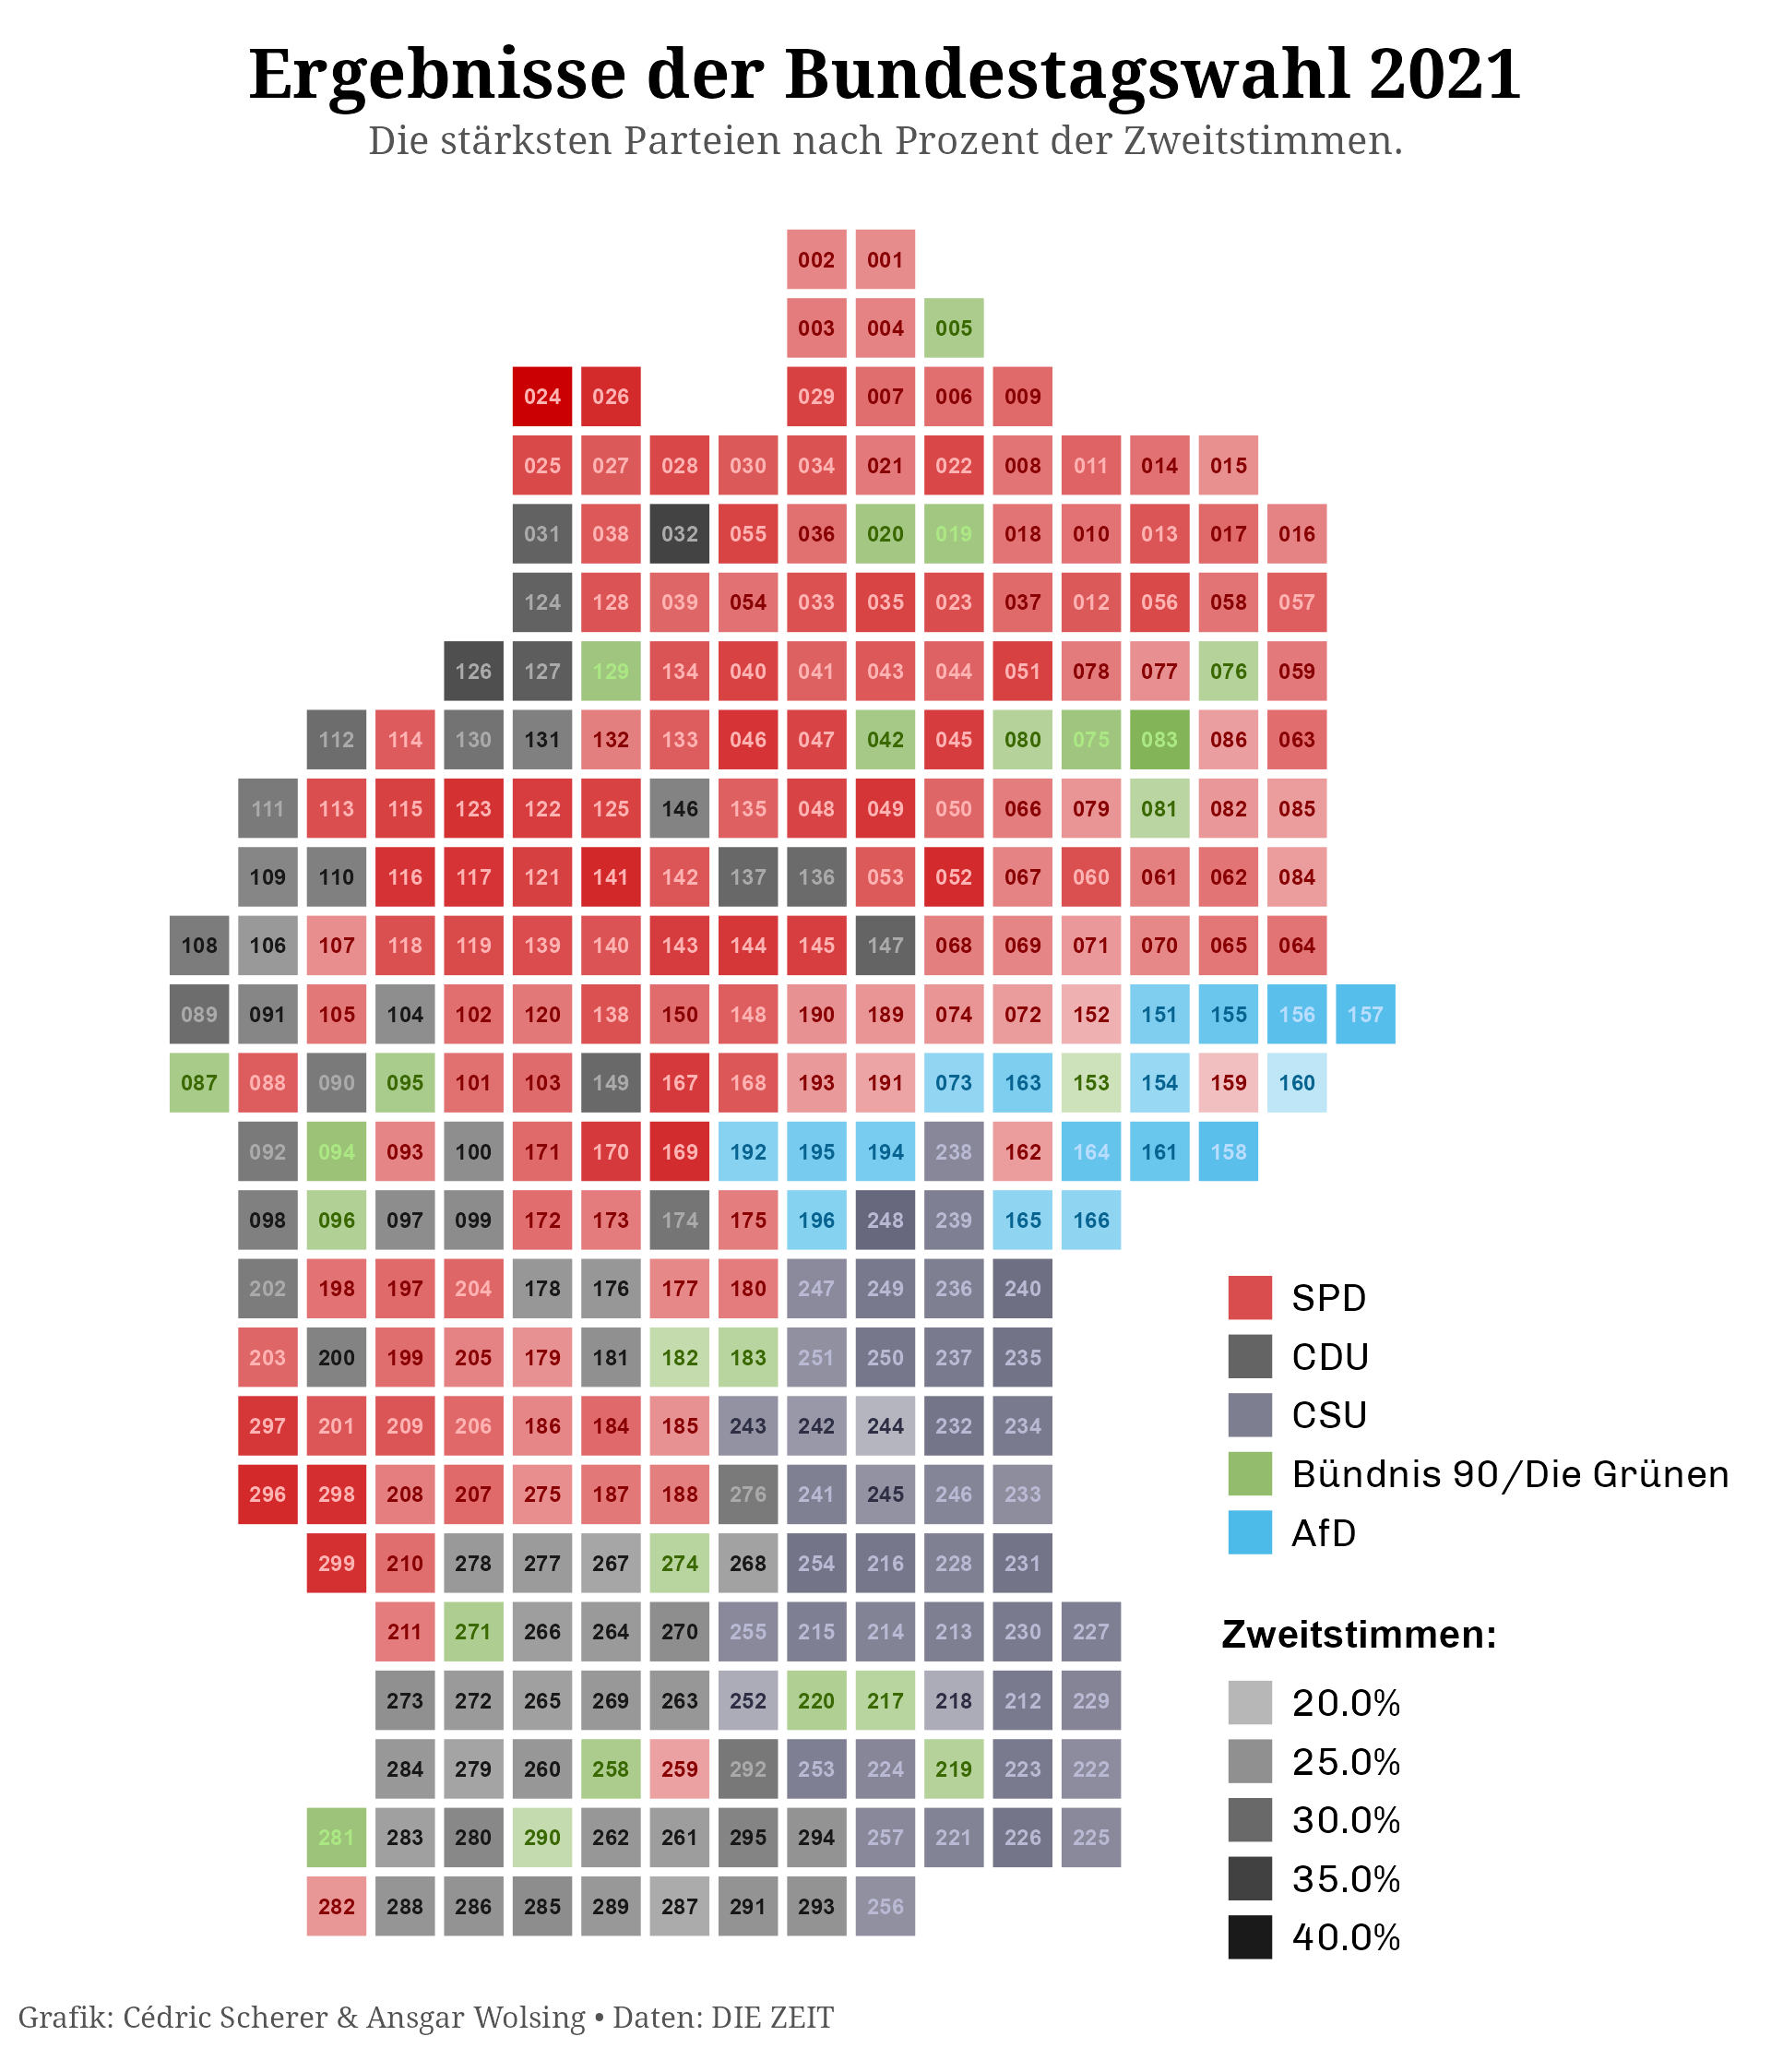 Ergebnisse der Bundestagswahl 2021
Die stärksten Parteien nach Prozent der Zweitstimmen.
002 001
003 004 005
024 026 029 007 006 009
025 027 028 030 034 021 022 008 011 014 015
031 038 032 055 036 020 019 018 010 013 017 016
124 128 039 054 033 035 023 037 012 056 058 057
126 127 129 134 040 041 043 044 051 078 077 076 059
112 114 130 131 132 133 046 047 042 045 080 075 083 086 063
111 113 115 123 122 125 146 135 048 049 050 066 079 081 082 085
109 110 116 117 121 141 142 137 136 053 052 067 060 061 062 084
108 106 107 118 119 139 140 143 144 145 147 068 069 071 070 065 064
089 091 105 104 102 120 138 150 148 190 189 074 072 152 151 155 156 157
087 088 090 095 101 103 149 167 168 193 191 073 163 153 154 159 160
092 094 093 100 171 170 169 192 195 194 238 162 164 161 158
098 096 097 099 172 173 174 175 196 248 239 165 166
202 198 197 204 178 176 177 180 247 249 236 240
203 200 199 205 179 181 182 183 251 250 237 235
297 201 209 206 186 184 185 243 242 244 232 234
296 298 208 207 275 187 188 276 241 245 246 233
299 210 278 277 267 274 268 254 216 228 231
211 271 266 264 270 255 215 214 213 230 227
273 272 265 269 263 252 220 217 218 212 229
284 279 260 258 259 292 253 224 219 223 222
281 283 280 290 262 261 295 294 257 221 226 225
282 288 286 285 289 287 291 293 256
SPD
CDU
CSU
Bündnis 90/Die Grünen
AfD
Zweitstimmen:
20.0%
25.0%
30.0%
35.0%
40.0%
Grafik: Cédric Scherer & Ansgar Wolsing • Daten: DIE ZEIT